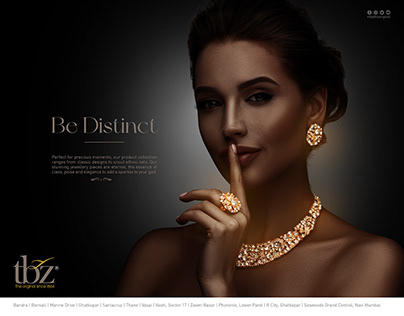 Be Distinct
Perfect for precious moments, our product collection
ranges from classic designs to proud ethnic sets. Our
stunning jewellery pieces are eternal, the essence of
class, poise and elegance to add a sparkle to your gait.
tbz®
The original since 1864
Bandra | Borivali | Marine Drive | Ghatkopar | Santacruz | Thane | Vasai | Vashi, Sector 17 | Zaveri Bazar | Phoenix, Lower Parel | R City, Ghatkopar | Seawoods Grand Central, Navi Mumbai